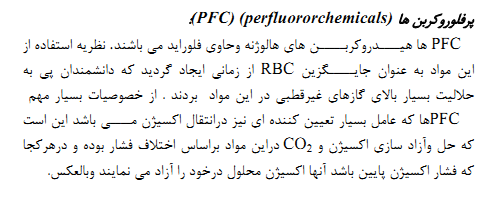 پرفلوروکربن ها (perfluororchemicals) (PFC):
PFC ها هیــدروکربــن های هالوژنه وحاوی فلوراید می باشند. نظریه استفاده از
این مواد به عنوان جایــگزین RBC از زمانی ایجاد گردید که دانشمندان پی به
حلالیت بسیار بالای گازهای غیرقطبی در این مواد بردند . از خصوصیات بسیار مهم
PFCها که عامل بسیار تعیین کننده ای نیز درانتقال اکسیژن مــی باشد این است
که حل وآزاد سازی اکسیژن و CO2 دراین مواد براساس اختلاف فشار بوده و درهرکجا
که فشار اکسیژن پایین باشد آنها اکسیژن محلول درخود را آزاد می نمایند وبالعکس.